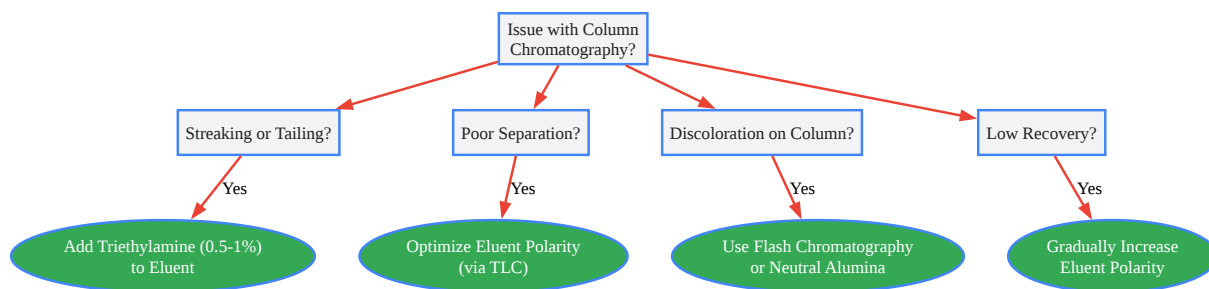 Issue with Column
Chromatography?
Streaking or Tailing?
Poor Separation?
Discoloration on Column?
Low Recovery?
Yes
Yes
Yes
Yes
Add Triethylamine (0.5-1%)
to Eluent
Optimize Eluent Polarity
(via TLC)
Use Flash Chromatography
or Neutral Alumina
Gradually Increase
Eluent Polarity